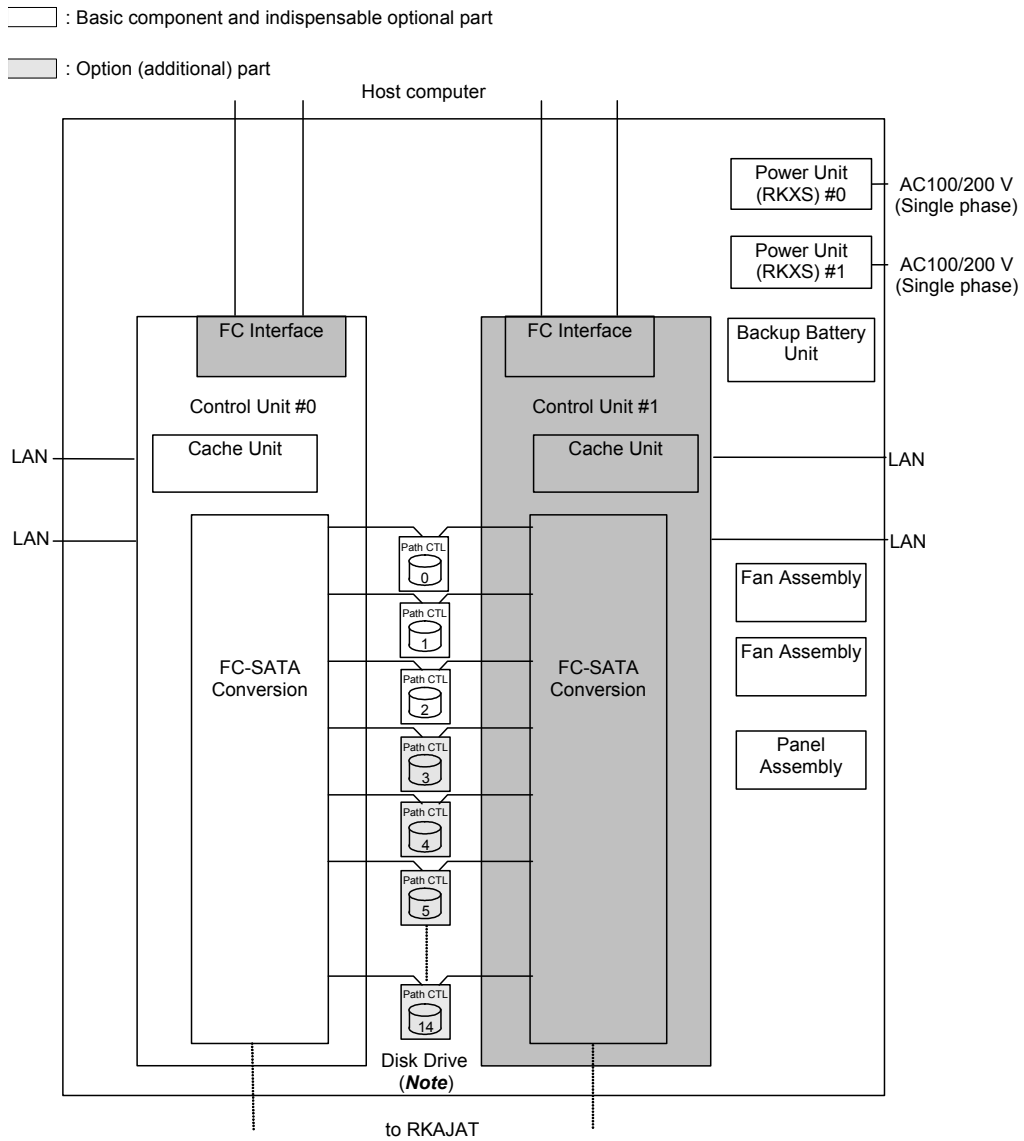 : Basic component and indispensable optional part
: Option (additional) part
Host computer
Power Unit
(RKXS) #0
AC100/200 V
(Single phase)
Power Unit
(RKXS) #1
AC100/200 V
(Single phase)
FC Interface
FC Interface
Backup Battery
Unit
Control Unit #0
Control Unit #1
LAN
Cache Unit
Cache Unit
LAN
LAN
LAN
Path CTL
0
Fan Assembly
Path CTL
1
Fan Assembly
FC-SATA
Conversion
FC-SATA
Conversion
Path CTL
2
Panel
Assembly
Path CTL
3
Path CTL
4
Path CTL
5
Path CTL
14
Disk Drive
(Note)
to RKAJAT